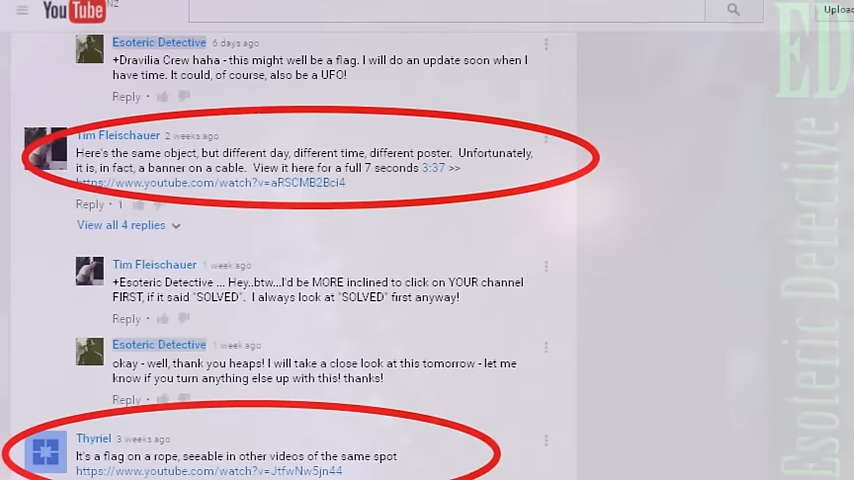 YouTube NZ
Upload
Esoteric Detective 6 days ago
+Dravilia Crew haha - this might well be a flag. I will do an update soon when I
have time. It could, of course, also be a UFO!
Reply
Tim Fleischauer 2 weeks ago
Here's the same object, but different day, different time, different poster. Unfortunately,
it is, in fact, a banner on a cable. View it here for a full 7 seconds 3:37 >>
https://www.youtube.com/watch?v=aRSCMB2Bci4
Reply · 1
View all 4 replies
Tim Fleischauer 1 week ago
+Esoteric Detective ... Hey..btw...I'd be MORE inclined to click on YOUR channel
FIRST, if it said "SOLVED". I always look at "SOLVED" first anyway!
Reply
Esoteric Detective 1 week ago
okay - well, thank you heaps! I will take a close look at this tomorrow - let me
know if you turn anything else up with this! thanks!
Reply
Thyriel 3 weeks ago
It's a flag on a rope, seeable in other videos of the same spot
https://www.youtube.com/watch?v=JtfwNw5jn44
ED
Esoteric Detective